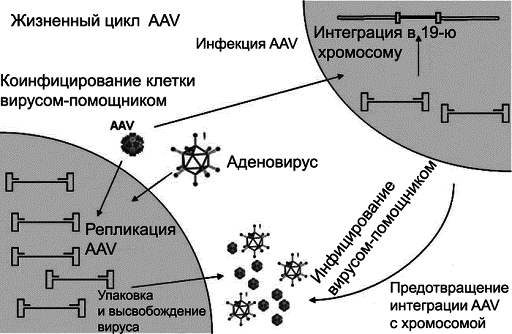 Жизненный цикл AAV
Инфекция AAV
Интеграция в 19-ю
хромосому
Коинфицирование клетки
вирусом-помощником
AAV
Аденовирус
Репликация
AAV
Упаковка
и высвобождение
вируса
Инфицирование
вирусом-помощником
Предотвращение
интеграции AAV
с хромосомой